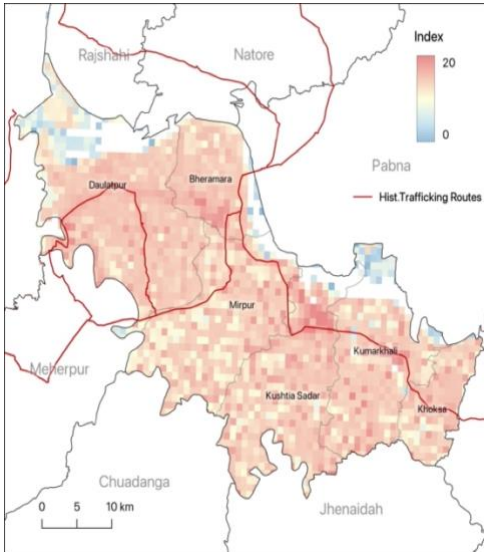 Rajshahi
Natore
Index
20
0
Pabna
Hist.Trafficking Routes
Bheramara
Daulatpur
Mirpur
Meherpur
Kumarkhali
Kushtia Sadar
Khoksa
Chuadanga
Jhenaidah
0 5 10 km